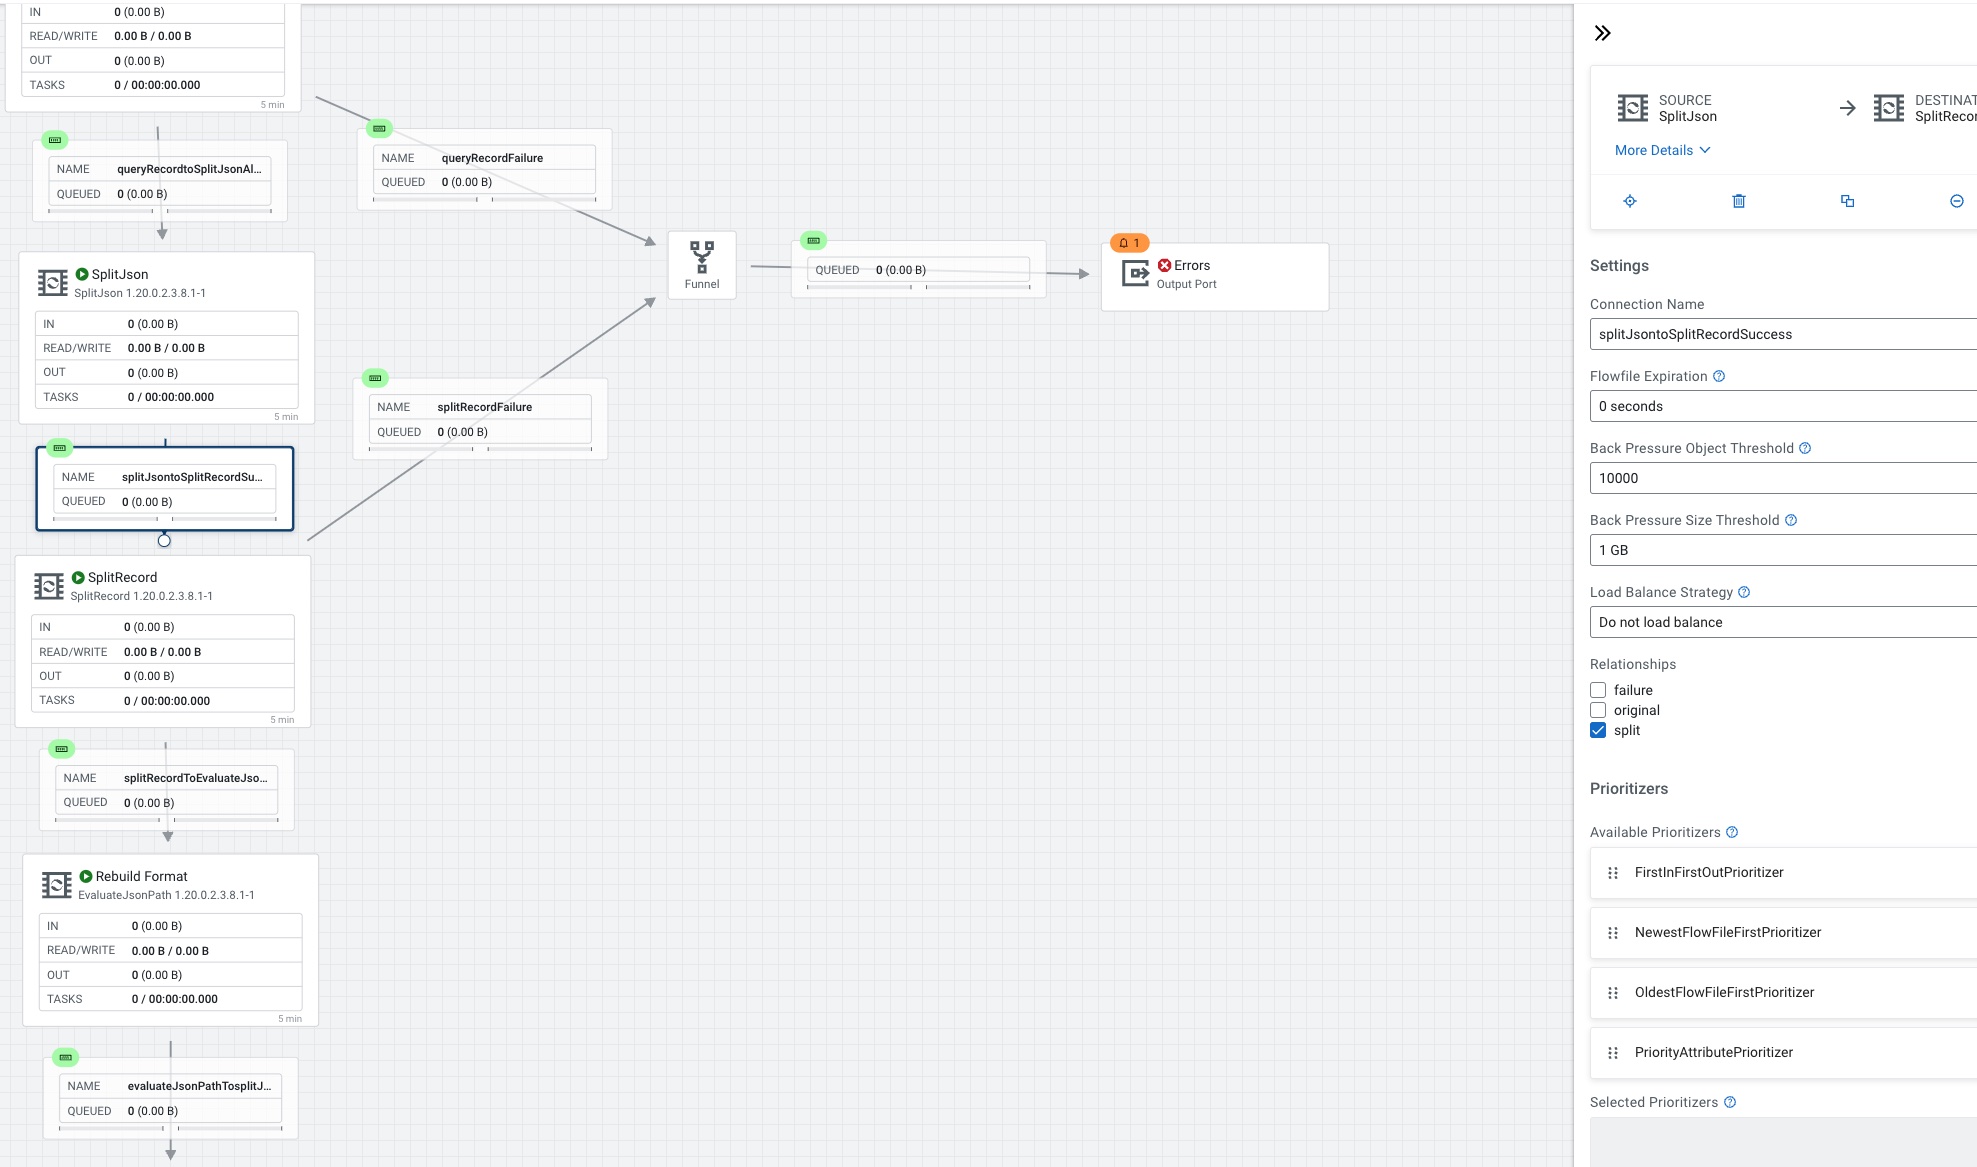 IN 0 (0.00 B)
READ/WRITE 0.00 B / 0.00 B
OUT 0 (0.00 B)
TASKS 0 / 00:00:00.000
5 min
NAME queryRecordtoSplitJsonAl...
QUEUED 0 (0.00 B)
NAME queryRecordFailure
QUEUED 0 (0.00 B)
SplitJson
SplitJson 1.20.0.2.3.8.1-1
IN 0 (0.00 B)
READ/WRITE 0.00 B / 0.00 B
OUT 0 (0.00 B)
TASKS 0 / 00:00:00.000
5 min
Funnel
QUEUED 0 (0.00 B)
1
Errors
Output Port
NAME splitRecordFailure
QUEUED 0 (0.00 B)
NAME splitJsontoSplitRecordSu...
QUEUED 0 (0.00 B)
SplitRecord
SplitRecord 1.20.0.2.3.8.1-1
IN 0 (0.00 B)
READ/WRITE 0.00 B / 0.00 B
OUT 0 (0.00 B)
TASKS 0 / 00:00:00.000
5 min
NAME splitRecordToEvaluateJso...
QUEUED 0 (0.00 B)
Rebuild Format
EvaluateJsonPath 1.20.0.2.3.8.1-1
IN 0 (0.00 B)
READ/WRITE 0.00 B / 0.00 B
OUT 0 (0.00 B)
TASKS 0 / 00:00:00.000
5 min
NAME evaluateJsonPathTosplitJ...
QUEUED 0 (0.00 B)
SOURCE
SplitJson
DESTINAT
SplitRecor
More Details
Settings
Connection Name
splitJsontoSplitRecordSuccess
Flowfile Expiration
0 seconds
Back Pressure Object Threshold
10000
Back Pressure Size Threshold
1 GB
Load Balance Strategy
Do not load balance
Relationships
failure
original
split
Prioritizers
Available Prioritizers
FirstInFirstOutPrioritizer
NewestFlowFileFirstPrioritizer
OldestFlowFileFirstPrioritizer
PriorityAttributePrioritizer
Selected Prioritizers